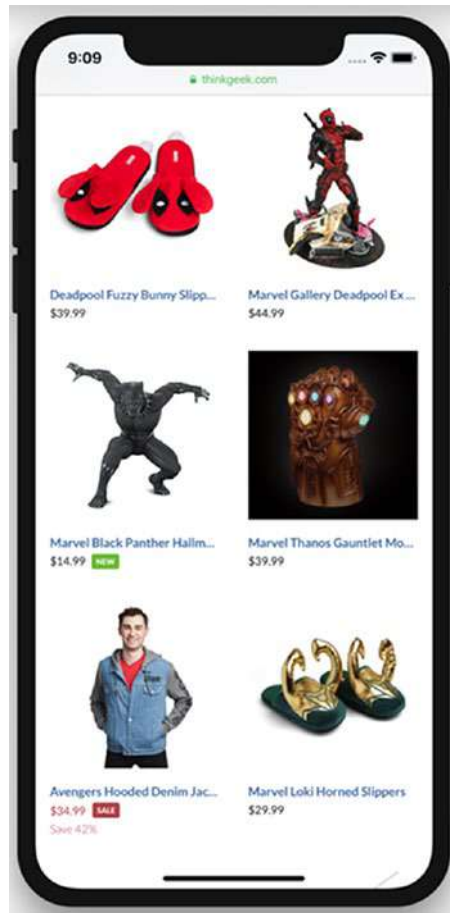 9:09
thinkgeek.com
Deadpool Fuzzy Bunny Slipp...
$39.99
Marvel Gallery Deadpool Ex...
$44.99
Marvel Black Panther Hallm...
$14.99 NEW
Marvel Thanos Gauntlet Mo...
$39.99
Avengers Hooded Denim Jac...
$34.99 SALE
Save 42%
Marvel Loki Horned Slippers
$29.99